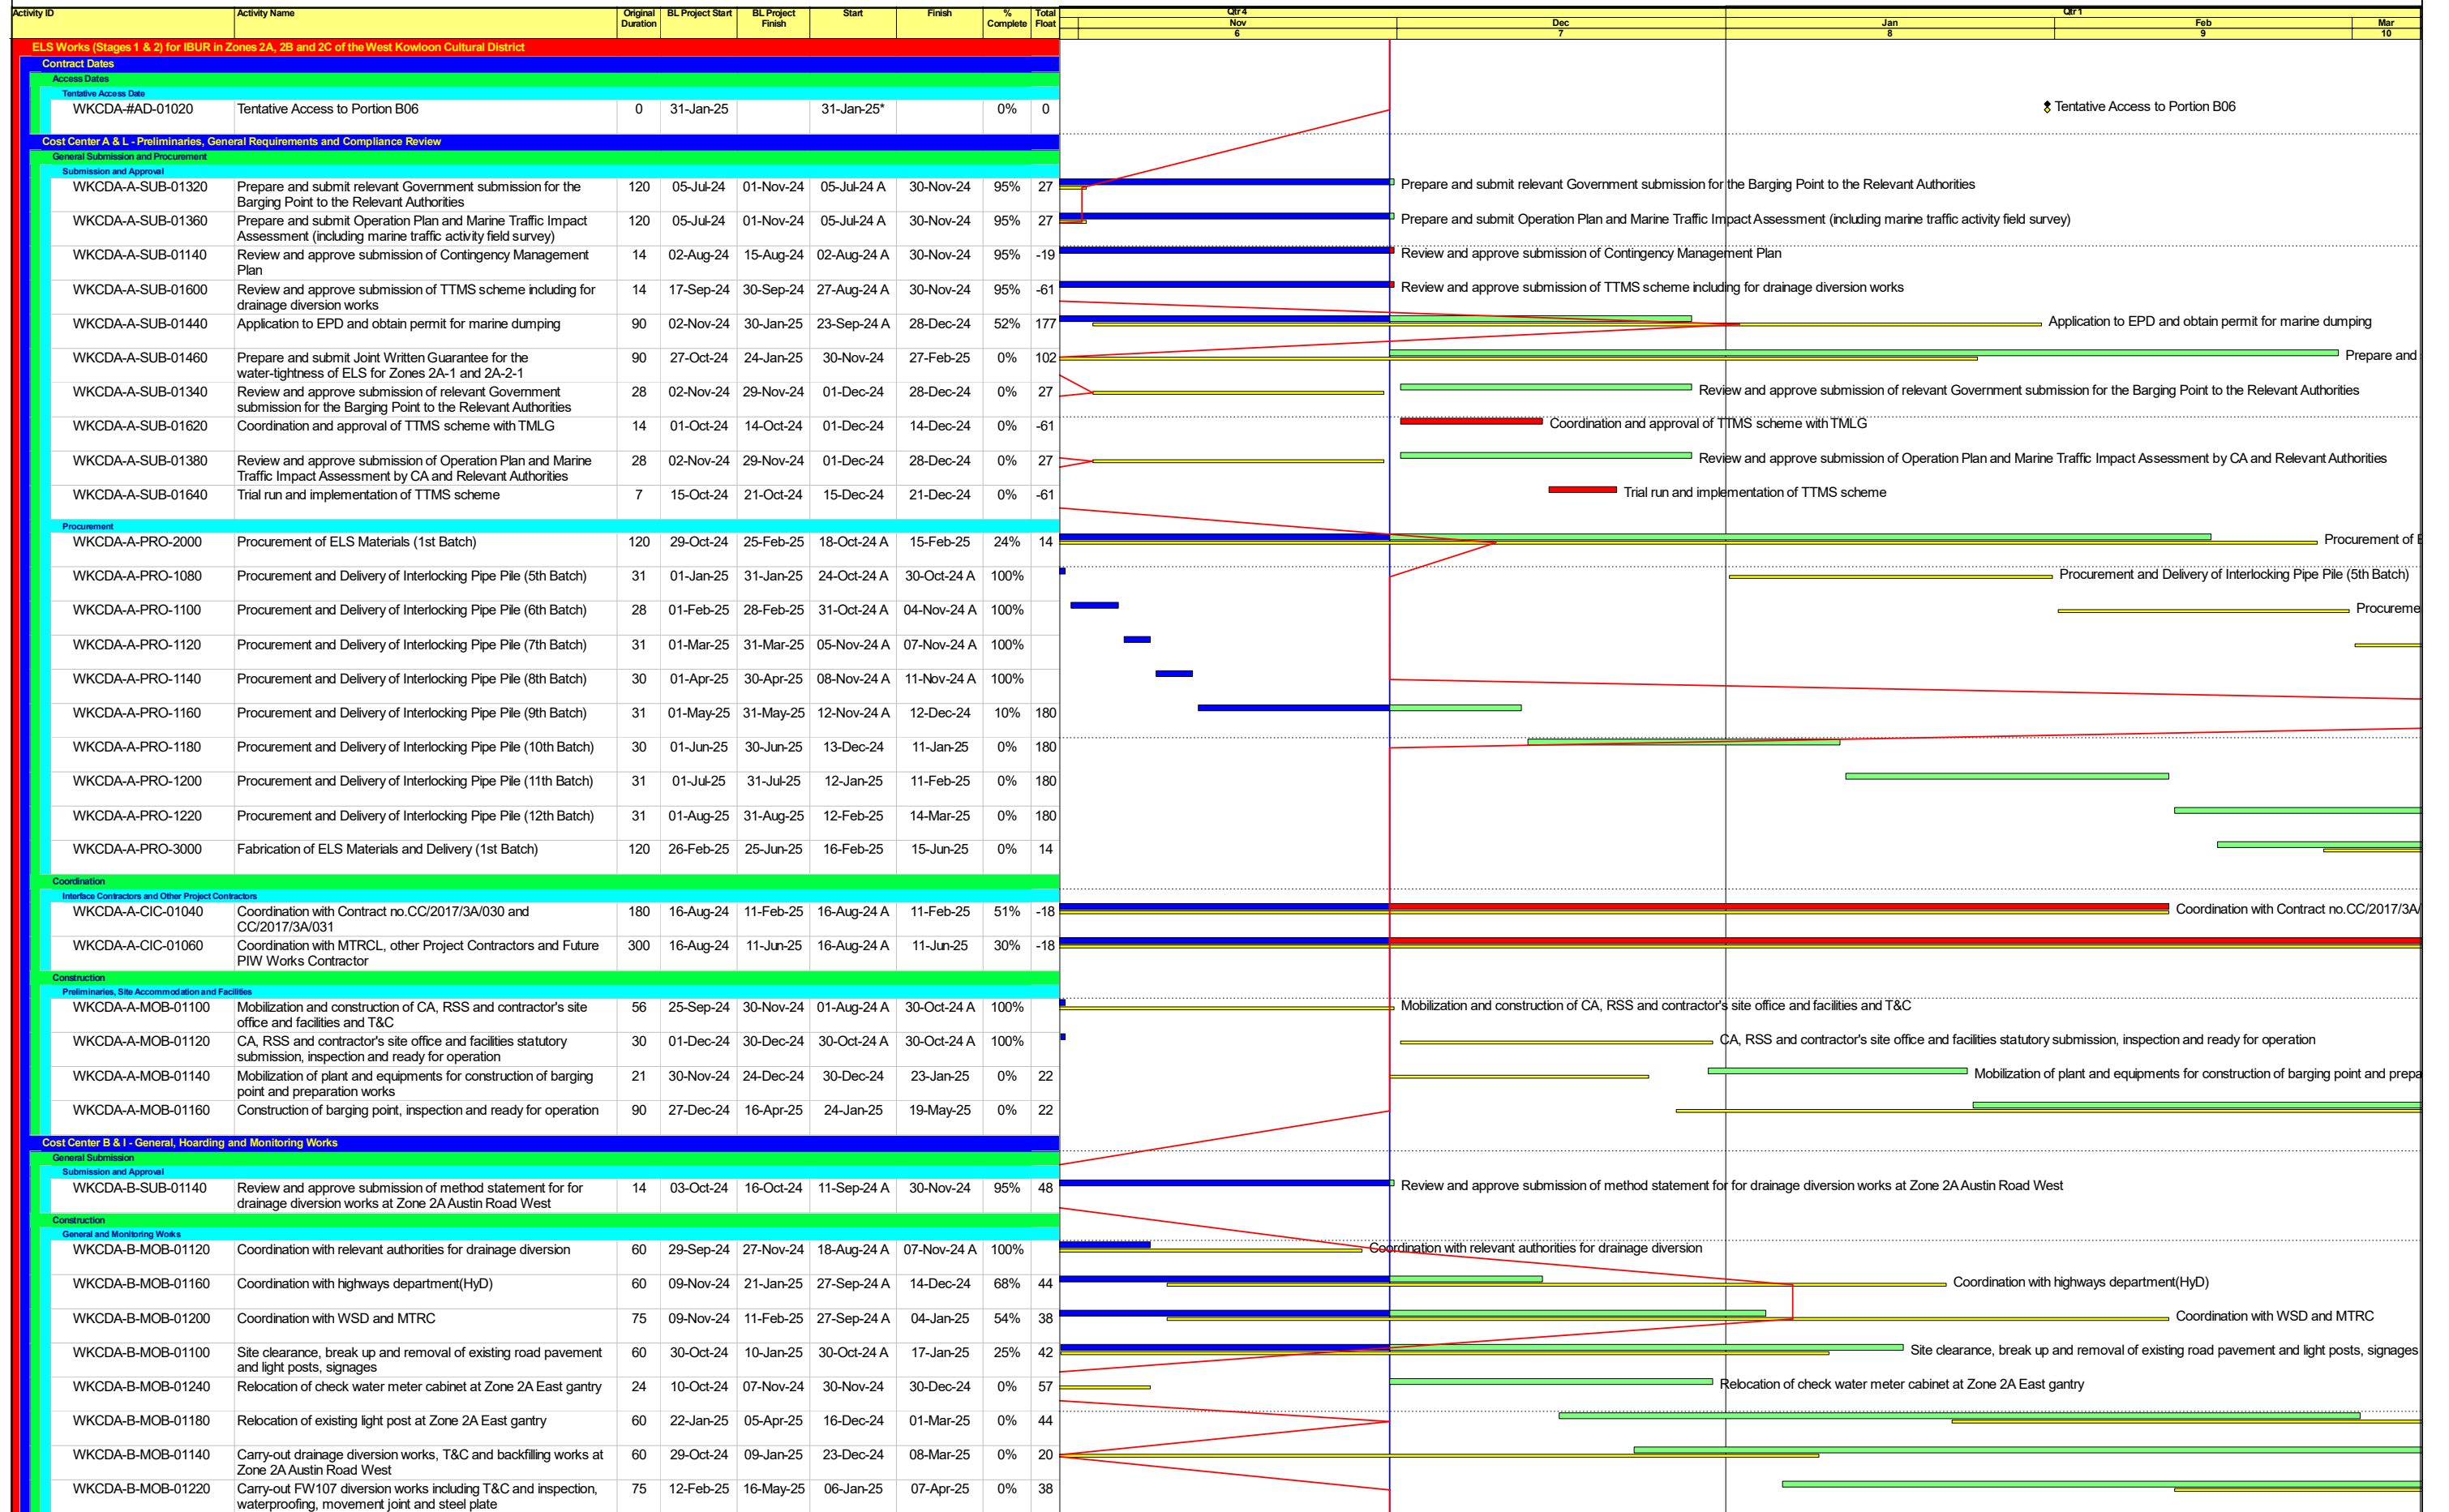 Activity ID Activity Name Original Duration BL Project Start BL Project Finish Start Finish % Complete Total Float Qtr 4 Qtr 1
Nov Dec Jan Feb Mar
6 7 8 9 10
ELS Works (Stages 1 & 2) for IBUR in Zones 2A, 2B and 2C of the West Kowloon Cultural District
Contract Dates
Access Dates
Tentative Access Date
WKCDA-#AD-01020 Tentative Access to Portion B06 0 31-Jan-25 31-Jan-25* 0% 0 Tentative Access to Portion B06
Cost Center A & L - Preliminaries, General Requirements and Compliance Review
General Submission and Procurement
Submission and Approval
WKCDA-A-SUB-01320 Prepare and submit relevant Government submission for the 120 05-Jul-24 01-Nov-24 05-Jul-24 A 30-Nov-24 95% 27 Prepare and submit relevant Government submission for the Barging Point to the Relevant Authorities
Barging Point to the Relevant Authorities
WKCDA-A-SUB-01360 Prepare and submit Operation Plan and Marine Traffic Impact 120 05-Jul-24 01-Nov-24 05-Jul-24 A 30-Nov-24 95% 27 Prepare and submit Operation Plan and Marine Traffic Impact Assessment (including marine traffic activity field survey)
Assessment (including marine traffic activity field survey)
WKCDA-A-SUB-01140 Review and approve submission of Contingency Management 14 02-Aug-24 15-Aug-24 02-Aug-24 A 30-Nov-24 95% -19 Review and approve submission of Contingency Management Plan
Plan
WKCDA-A-SUB-01600 Review and approve submission of TTMS scheme including for 14 17-Sep-24 30-Sep-24 27-Aug-24 A 30-Nov-24 95% -61 Review and approve submission of TTMS scheme including for drainage diversion works
drainage diversion works
WKCDA-A-SUB-01440 Application to EPD and obtain permit for marine dumping 90 02-Nov-24 30-Jan-25 23-Sep-24 A 28-Dec-24 52% 177 Application to EPD and obtain permit for marine dumping
WKCDA-A-SUB-01460 Prepare and submit Joint Written Guarantee for the 90 27-Oct-24 24-Jan-25 30-Nov-24 27-Feb-25 0% 102 Prepare and
water-tightness of ELS for Zones 2A-1 and 2A-2-1
WKCDA-A-SUB-01340 Review and approve submission of relevant Government 28 02-Nov-24 29-Nov-24 01-Dec-24 28-Dec-24 0% 27 Review and approve submission of relevant Government submission for the Barging Point to the Relevant Authorities
submission for the Barging Point to the Relevant Authorities
WKCDA-A-SUB-01620 Coordination and approval of TTMS scheme with TMLG 14 01-Oct-24 14-Oct-24 01-Dec-24 14-Dec-24 0% -61 Coordination and approval of TTMS scheme with TMLG
WKCDA-A-SUB-01380 Review and approve submission of Operation Plan and Marine 28 02-Nov-24 29-Nov-24 01-Dec-24 28-Dec-24 0% 27 Review and approve submission of Operation Plan and Marine Traffic Impact Assessment by CA and Relevant Authorities
Traffic Impact Assessment by CA and Relevant Authorities
WKCDA-A-SUB-01640 Trial run and implementation of TTMS scheme 7 15-Oct-24 21-Oct-24 15-Dec-24 21-Dec-24 0% -61 Trial run and implementation of TTMS scheme
Procurement
WKCDA-A-PRO-2000 Procurement of ELS Materials (1st Batch) 120 29-Oct-24 25-Feb-25 18-Oct-24 A 15-Feb-25 24% 14 Procurement of E
WKCDA-A-PRO-1080 Procurement and Delivery of Interlocking Pipe Pile (5th Batch) 31 01-Jan-25 31-Jan-25 24-Oct-24 A 30-Oct-24 A 100% Procurement and Delivery of Interlocking Pipe Pile (5th Batch)
WKCDA-A-PRO-1100 Procurement and Delivery of Interlocking Pipe Pile (6th Batch) 28 01-Feb-25 28-Feb-25 31-Oct-24 A 04-Nov-24 A 100% Procureme
WKCDA-A-PRO-1120 Procurement and Delivery of Interlocking Pipe Pile (7th Batch) 31 01-Mar-25 31-Mar-25 05-Nov-24 A 07-Nov-24 A 100%
WKCDA-A-PRO-1140 Procurement and Delivery of Interlocking Pipe Pile (8th Batch) 30 01-Apr-25 30-Apr-25 08-Nov-24 A 11-Nov-24 A 100%
WKCDA-A-PRO-1160 Procurement and Delivery of Interlocking Pipe Pile (9th Batch) 31 01-May-25 31-May-25 12-Nov-24 A 12-Dec-24 10% 180
WKCDA-A-PRO-1180 Procurement and Delivery of Interlocking Pipe Pile (10th Batch) 30 01-Jun-25 30-Jun-25 13-Dec-24 11-Jan-25 0% 180
WKCDA-A-PRO-1200 Procurement and Delivery of Interlocking Pipe Pile (11th Batch) 31 01-Jul-25 31-Jul-25 12-Jan-25 11-Feb-25 0% 180
WKCDA-A-PRO-1220 Procurement and Delivery of Interlocking Pipe Pile (12th Batch) 31 01-Aug-25 31-Aug-25 12-Feb-25 14-Mar-25 0% 180
WKCDA-A-PRO-3000 Fabrication of ELS Materials and Delivery (1st Batch) 120 26-Feb-25 25-Jun-25 16-Feb-25 15-Jun-25 0% 14
Coordination
Interface Contractors and Other Project Contractors
WKCDA-A-CIC-01040 Coordination with Contract no.CC/2017/3A/030 and 180 16-Aug-24 11-Feb-25 16-Aug-24 A 11-Feb-25 51% -18 Coordination with Contract no.CC/2017/3A/
CC/2017/3A/031
WKCDA-A-CIC-01060 Coordination with MTRCL, other Project Contractors and Future 300 16-Aug-24 11-Jun-25 16-Aug-24 A 11-Jun-25 30% -18
PIW Works Contractor
Construction
Preliminaries, Site Accommodation and Facilities
WKCDA-A-MOB-01100 Mobilization and construction of CA, RSS and contractor's site 56 25-Sep-24 30-Nov-24 01-Aug-24 A 30-Oct-24 A 100% Mobilization and construction of CA, RSS and contractor's site office and facilities and T&C
office and facilities and T&C
WKCDA-A-MOB-01120 CA, RSS and contractor's site office and facilities statutory 30 01-Dec-24 30-Dec-24 30-Oct-24 A 30-Oct-24 A 100% CA, RSS and contractor's site office and facilities statutory submission, inspection and ready for operation
submission, inspection and ready for operation
WKCDA-A-MOB-01140 Mobilization of plant and equipments for construction of barging 21 30-Nov-24 24-Dec-24 30-Dec-24 23-Jan-25 0% 22 Mobilization of plant and equipments for construction of barging point and prepa
point and preparation works
WKCDA-A-MOB-01160 Construction of barging point, inspection and ready for operation 90 27-Dec-24 16-Apr-25 24-Jan-25 19-May-25 0% 22
Cost Center B & I - General, Hoarding and Monitoring Works
General Submission
Submission and Approval
WKCDA-B-SUB-01140 Review and approve submission of method statement for for 14 03-Oct-24 16-Oct-24 11-Sep-24 A 30-Nov-24 95% 48 Review and approve submission of method statement for for drainage diversion works at Zone 2A Austin Road West
drainage diversion works at Zone 2A Austin Road West
Construction
General and Monitoring Works
WKCDA-B-MOB-01120 Coordination with relevant authorities for drainage diversion 60 29-Sep-24 27-Nov-24 18-Aug-24 A 07-Nov-24 A 100% Coordination with relevant authorities for drainage diversion
WKCDA-B-MOB-01160 Coordination with highways department(HyD) 60 09-Nov-24 21-Jan-25 27-Sep-24 A 14-Dec-24 68% 44 Coordination with highways department(HyD)
WKCDA-B-MOB-01200 Coordination with WSD and MTRC 75 09-Nov-24 11-Feb-25 27-Sep-24 A 04-Jan-25 54% 38 Coordination with WSD and MTRC
WKCDA-B-MOB-01100 Site clearance, break up and removal of existing road pavement 60 30-Oct-24 10-Jan-25 30-Oct-24 A 17-Jan-25 25% 42 Site clearance, break up and removal of existing road pavement and light posts, signages
and light posts, signages
WKCDA-B-MOB-01240 Relocation of check water meter cabinet at Zone 2A East gantry 24 10-Oct-24 07-Nov-24 30-Nov-24 30-Dec-24 0% 57 Relocation of check water meter cabinet at Zone 2A East gantry
WKCDA-B-MOB-01180 Relocation of existing light post at Zone 2A East gantry 60 22-Jan-25 05-Apr-25 16-Dec-24 01-Mar-25 0% 44
WKCDA-B-MOB-01140 Carry-out drainage diversion works, T&C and backfilling works at 60 29-Oct-24 09-Jan-25 23-Dec-24 08-Mar-25 0% 20
Zone 2A Austin Road West
WKCDA-B-MOB-01220 Carry-out FW107 diversion works including T&C and inspection, 75 12-Feb-25 16-May-25 06-Jan-25 07-Apr-25 0% 38
waterproofing, movement joint and steel plate